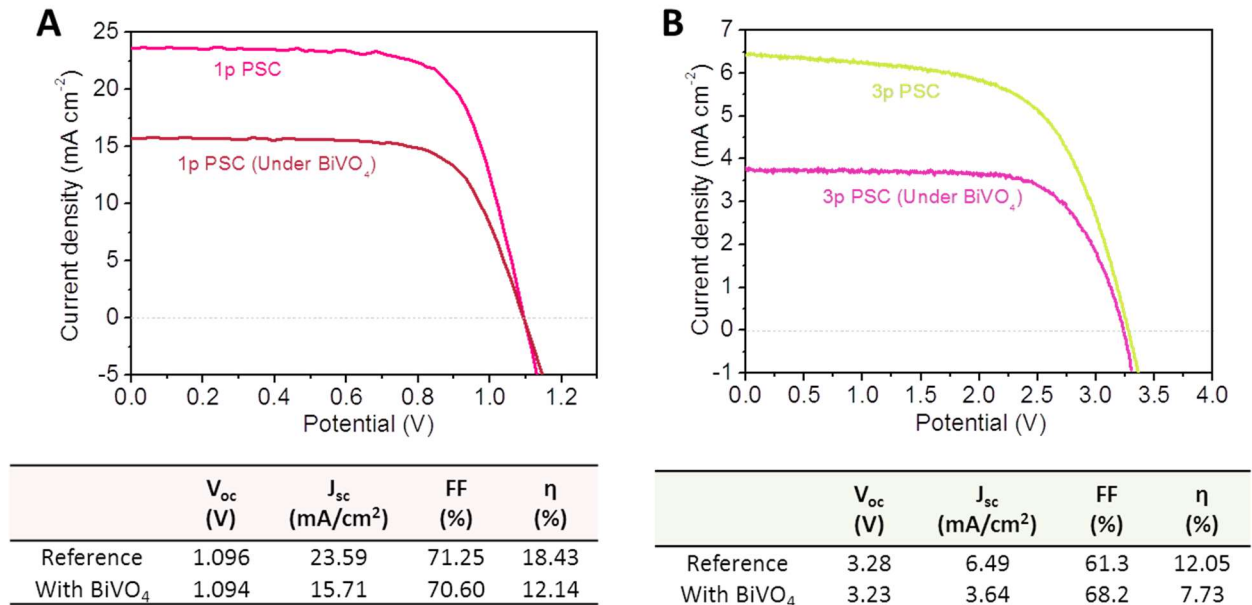 A
25
20
15
10
5
0
-5
Current density (mA cm⁻²)
1p PSC
1p PSC (Under BiVO₄)
0.0 0.2 0.4 0.6 0.8 1.0 1.2
Potential (V)
B
7
6
5
4
3
2
1
0
-1
Current density (mA cm⁻²)
3p PSC
3p PSC (Under BiVO₄)
0.0 0.5 1.0 1.5 2.0 2.5 3.0 3.5 4.0
Potential (V)
Voc Jsc FF η
(V) (mA/cm²) (%) (%)
Reference 1.096 23.59 71.25 18.43
With BiVO₄ 1.094 15.71 70.60 12.14
Voc Jsc FF η
(V) (mA/cm²) (%) (%)
Reference 3.28 6.49 61.3 12.05
With BiVO₄ 3.23 3.64 68.2 7.73